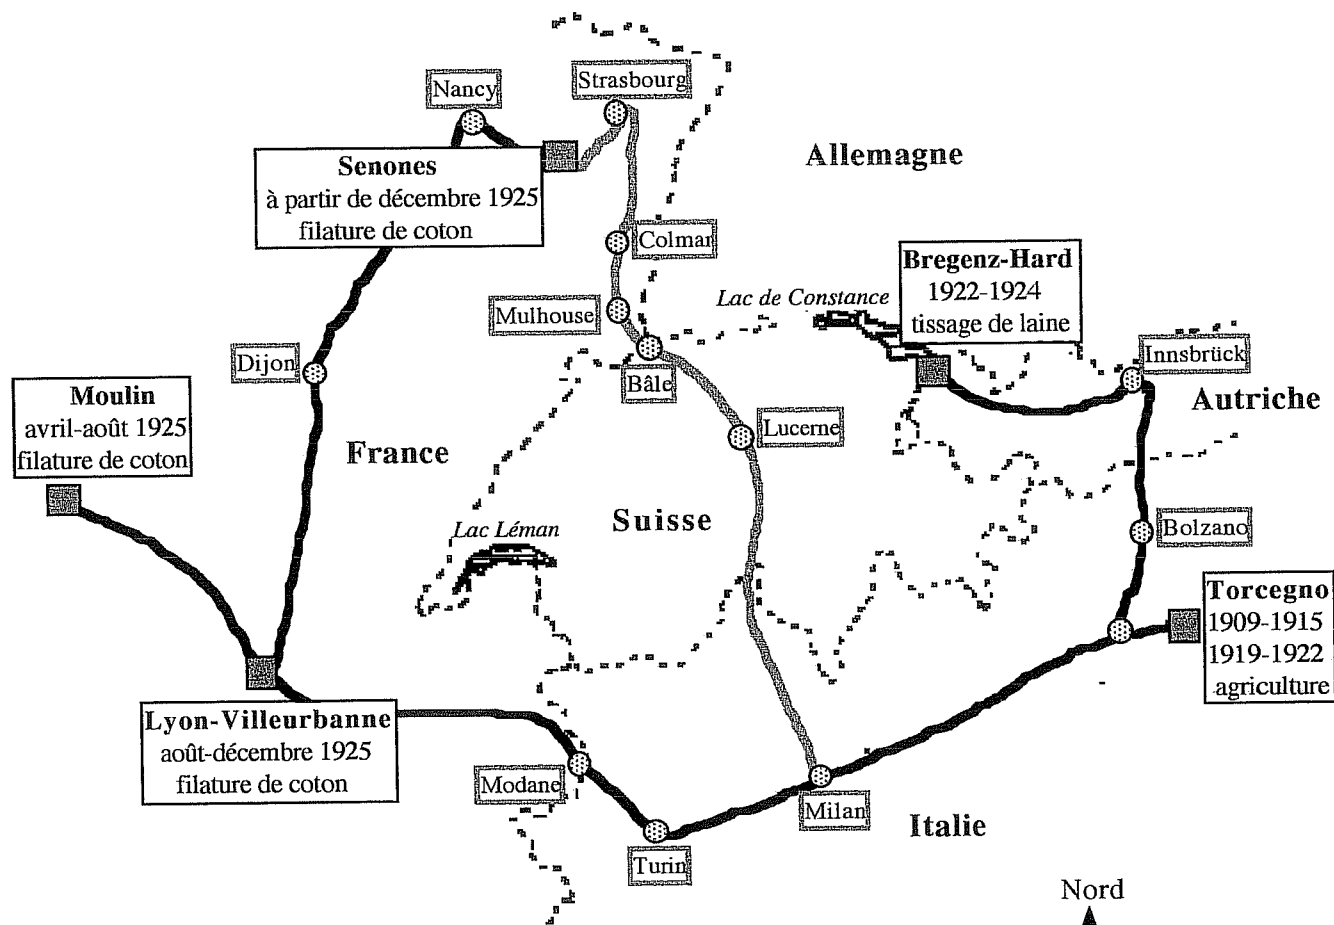 Nancy
Strasbourg
Allemagne
Senones
à partir de décembre 1925
filature de coton
Colmar
Bregenz-Hard
1922-1924
tissage de laine
Lac de Constance
Mulhouse
Bâle
Dijon
Innsbrück
Autriche
Moulin
avril-août 1925
filature de coton
France
Lucerne
Suisse
Lac Léman
Bolzano
Torcegno
1909-1915
1919-1922
agriculture
Lyon-Villeurbanne
août-décembre 1925
filature de coton
Modane
Milan
Italie
Turin
Nord